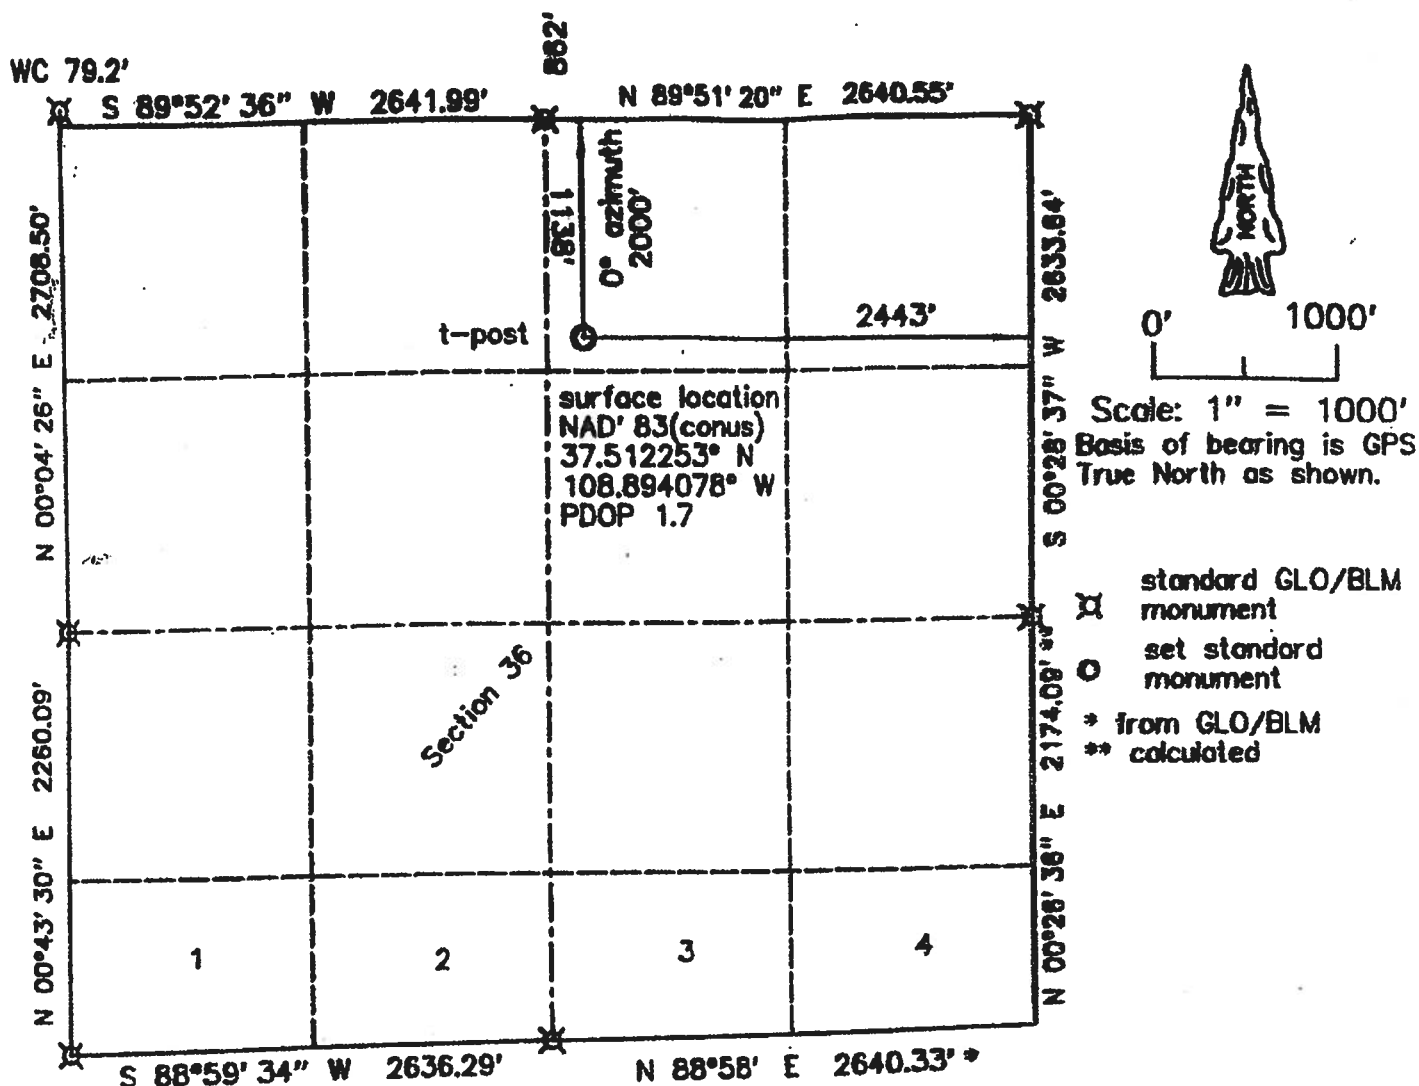 WC 79.2'
862'
S 89°52' 36" W 2641.99'
N 89°51' 20" E 2640.55'
1138'
0° azimuth
2000'
t-post
2443'
surface location
NAD' 83(conus)
37.512253° N
108.894078° W
PDOP 1.7
N 00°04' 26" E 2708.50'
S 00°28' 37" W 2633.64'
NORTH
0' 1000'
Scale: 1" = 1000'
Basis of bearing is GPS
True North as shown.
standard GLO/BLM
monument
set standard
monument
* from GLO/BLM
** calculated
Section 36
N 00°43' 30" E 2260.09'
N 00°28' 38" E 2174.09' **
1 2 3 4
S 88°59' 34" W 2636.29'
N 88°58' E 2640.33' *